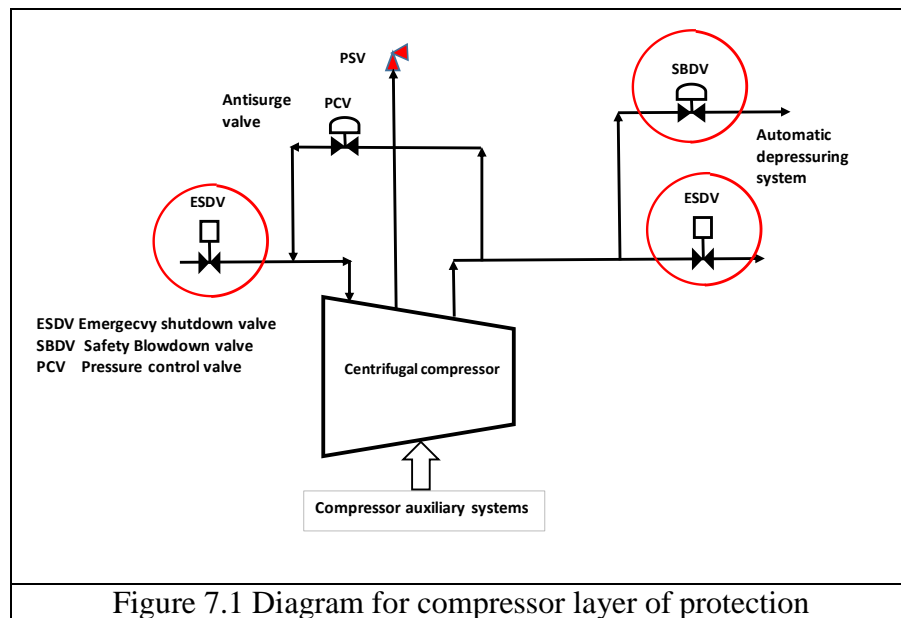 PSV
SBDV
Antisurge
valve
PCV
Automatic
depressuring
system
ESDV
ESDV
ESDV Emergecvy shutdown valve
SBDV Safety Blowdown valve
PCV Pressure control valve
Centrifugal compressor
Compressor auxiliary systems
Figure 7.1 Diagram for compressor layer of protection